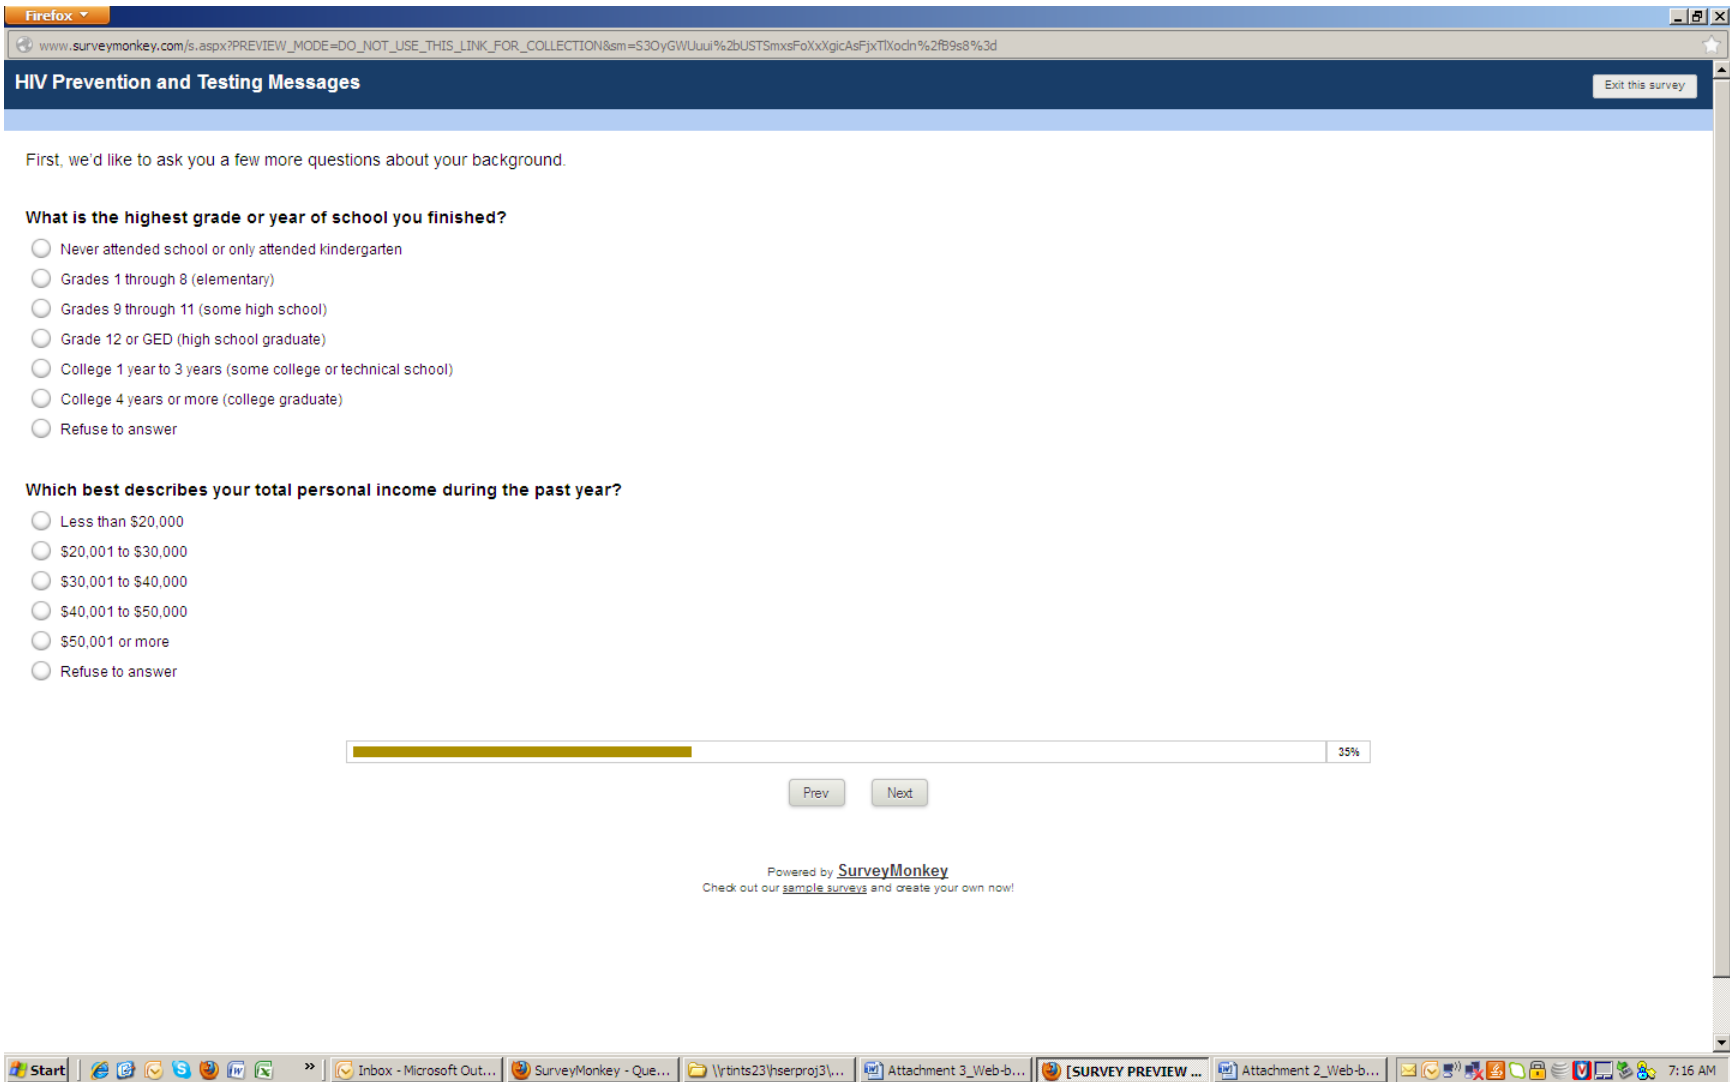 Firefox
www.surveymonkey.com/s.aspx?PREVIEW_MODE=DO_NOT_USE_THIS_LINK_FOR_COLLECTION&sm=S3OyGWUuui%2bUSTSmxsFoXxXgicAsFjxTlXocln%2fB9s8%3d
HIV Prevention and Testing Messages
Exit this survey
First, we'd like to ask you a few more questions about your background.
What is the highest grade or year of school you finished?
Never attended school or only attended kindergarten
Grades 1 through 8 (elementary)
Grades 9 through 11 (some high school)
Grade 12 or GED (high school graduate)
College 1 year to 3 years (some college or technical school)
College 4 years or more (college graduate)
Refuse to answer
Which best describes your total personal income during the past year?
Less than $20,000
$20,001 to $30,000
$30,001 to $40,000
$40,001 to $50,000
$50,001 or more
Refuse to answer
35%
Prev Next
Powered by SurveyMonkey
Check out our sample surveys and create your own now!
Start » Inbox - Microsoft Out... SurveyMonkey - Que... \\rtints23\hserproj3\... Attachment 3_Web-b... [SURVEY PREVIEW ... Attachment 2_Web-b... 7:16 AM